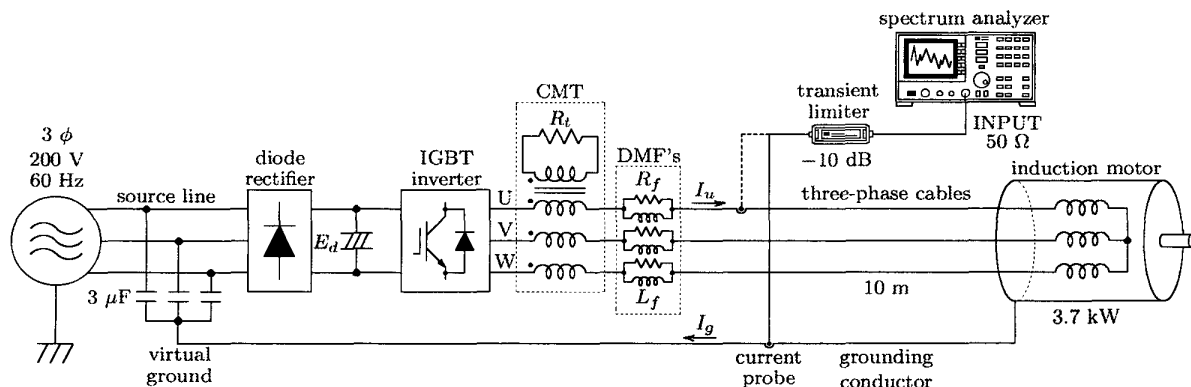 spectrum analyzer
CMT
transient
limiter
R_t
INPUT
50 Ω
3 ϕ
200 V
60 Hz
diode
rectifier
IGBT
inverter
DMF's
−10 dB
induction motor
source line
U
R_f
I_u
three-phase cables
E_d
V
W
3 μF
L_f
10 m
3.7 kW
I_g
virtual
ground
current
probe
grounding
conductor